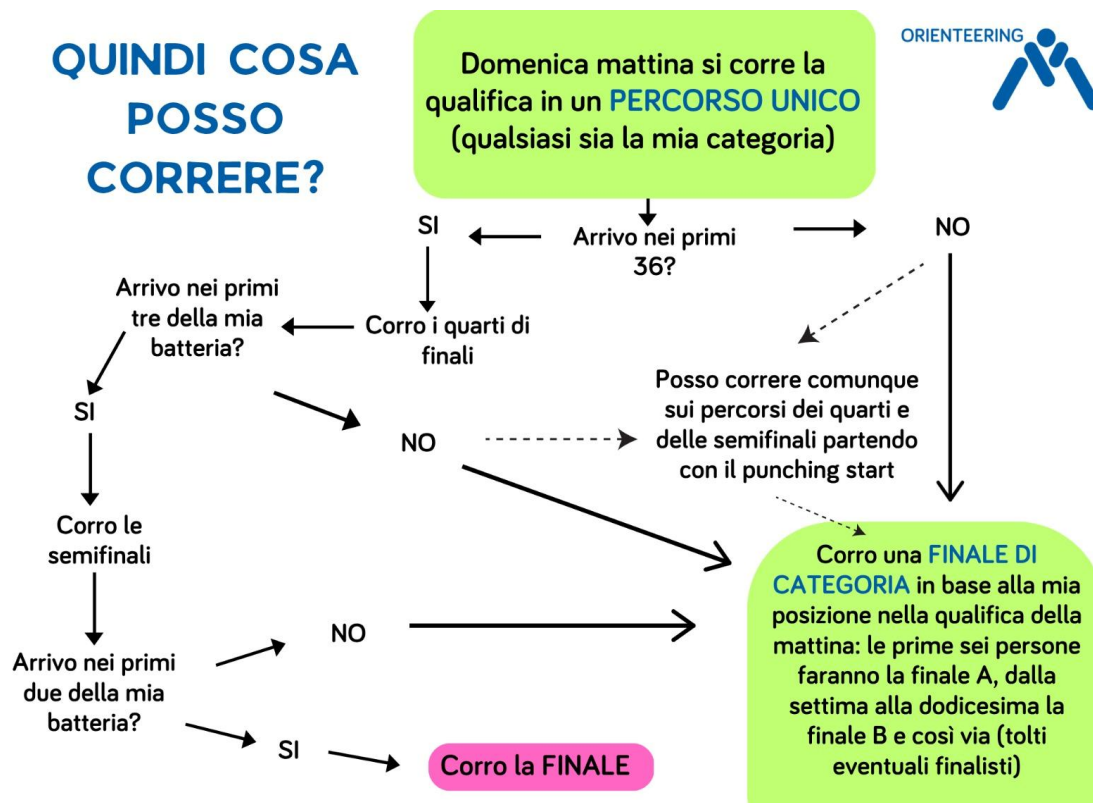 QUINDI COSA
POSSO
CORRERE?
Domenica mattina si corre la
qualifica in un PERCORSO UNICO
(qualsiasi sia la mia categoria)
ORIENTEERING
SI
Arrivo nei primi
36?
NO
Arrivo nei primi
tre della mia
batteria?
Corro i quarti di
finali
SI
NO
Posso correre comunque
sui percorsi dei quarti e
delle semifinali partendo
con il punching start
Corro le
semifinali
Corro una FINALE DI
CATEGORIA in base alla mia
posizione nella qualifica della
mattina: le prime sei persone
faranno la finale A, dalla
settima alla dodicesima la
finale B e così via (tolti
eventuali finalisti)
NO
Arrivo nei primi
due della mia
batteria?
SI
Corro la FINALE